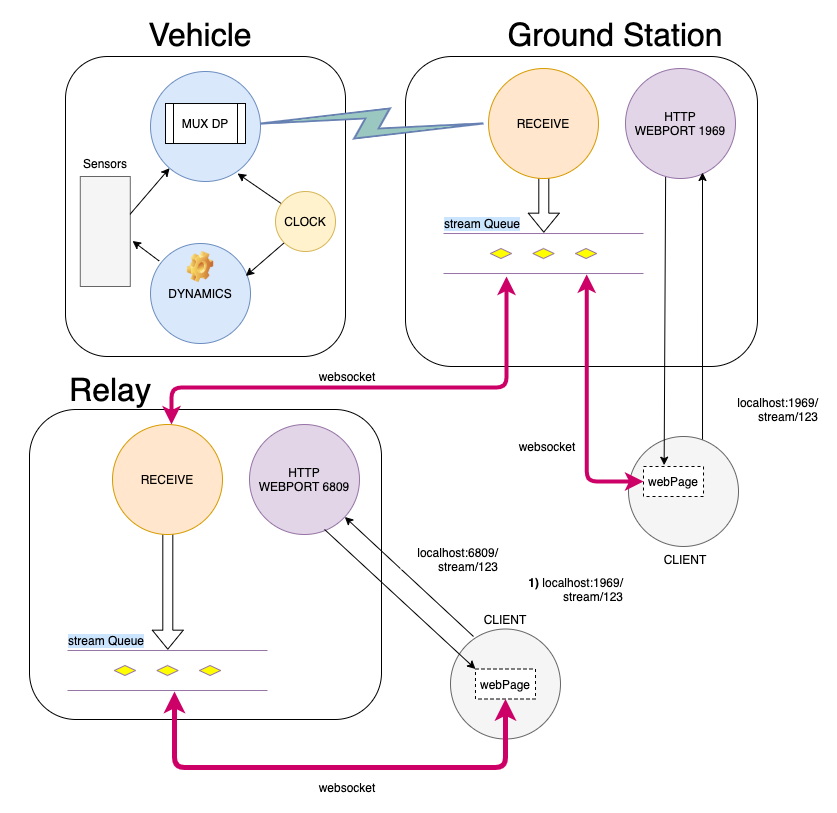 Vehicle
Ground Station
MUX DP
RECEIVE
HTTP
WEBPORT 1969
Sensors
CLOCK
stream Queue
DYNAMICS
websocket
Relay
localhost:1969/
stream/123
websocket
RECEIVE
HTTP
WEBPORT 6809
webPage
CLIENT
localhost:6809/
stream/123
1) localhost:1969/
stream/123
CLIENT
stream Queue
webPage
websocket